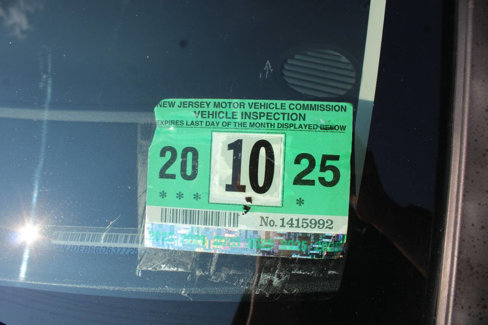 NEW JERSEY MOTOR VEHICLE COMMISSION
VEHICLE INSPECTION
EXPIRES LAST DAY OF THE MONTH DISPLAYED BELOW
20 10 25
* * * *
No. 1415992